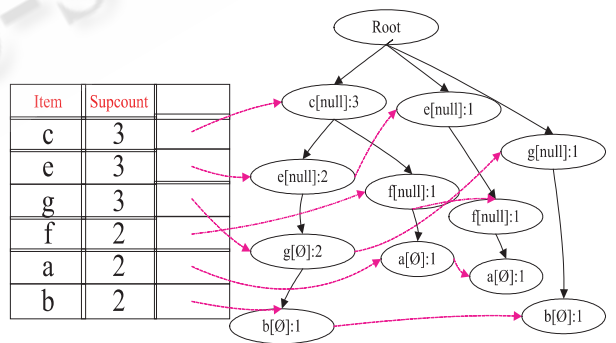 Root
Item Supcount
c 3
e 3
g 3
f 2
a 2
b 2
c[null]:3
e[null]:1
g[null]:1
e[null]:2
f[null]:1
f[null]:1
g[Ø]:2
a[Ø]:1
a[Ø]:1
b[Ø]:1
b[Ø]:1